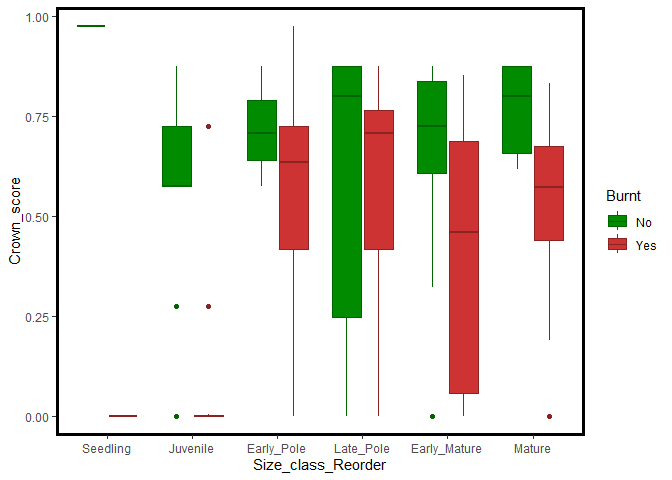 1.00
0.75
0.50
0.25
0.00
Crown_score
Seedling Juvenile Early_Pole Late_Pole Early_Mature Mature
Size_class_Reorder
Burnt
No
Yes